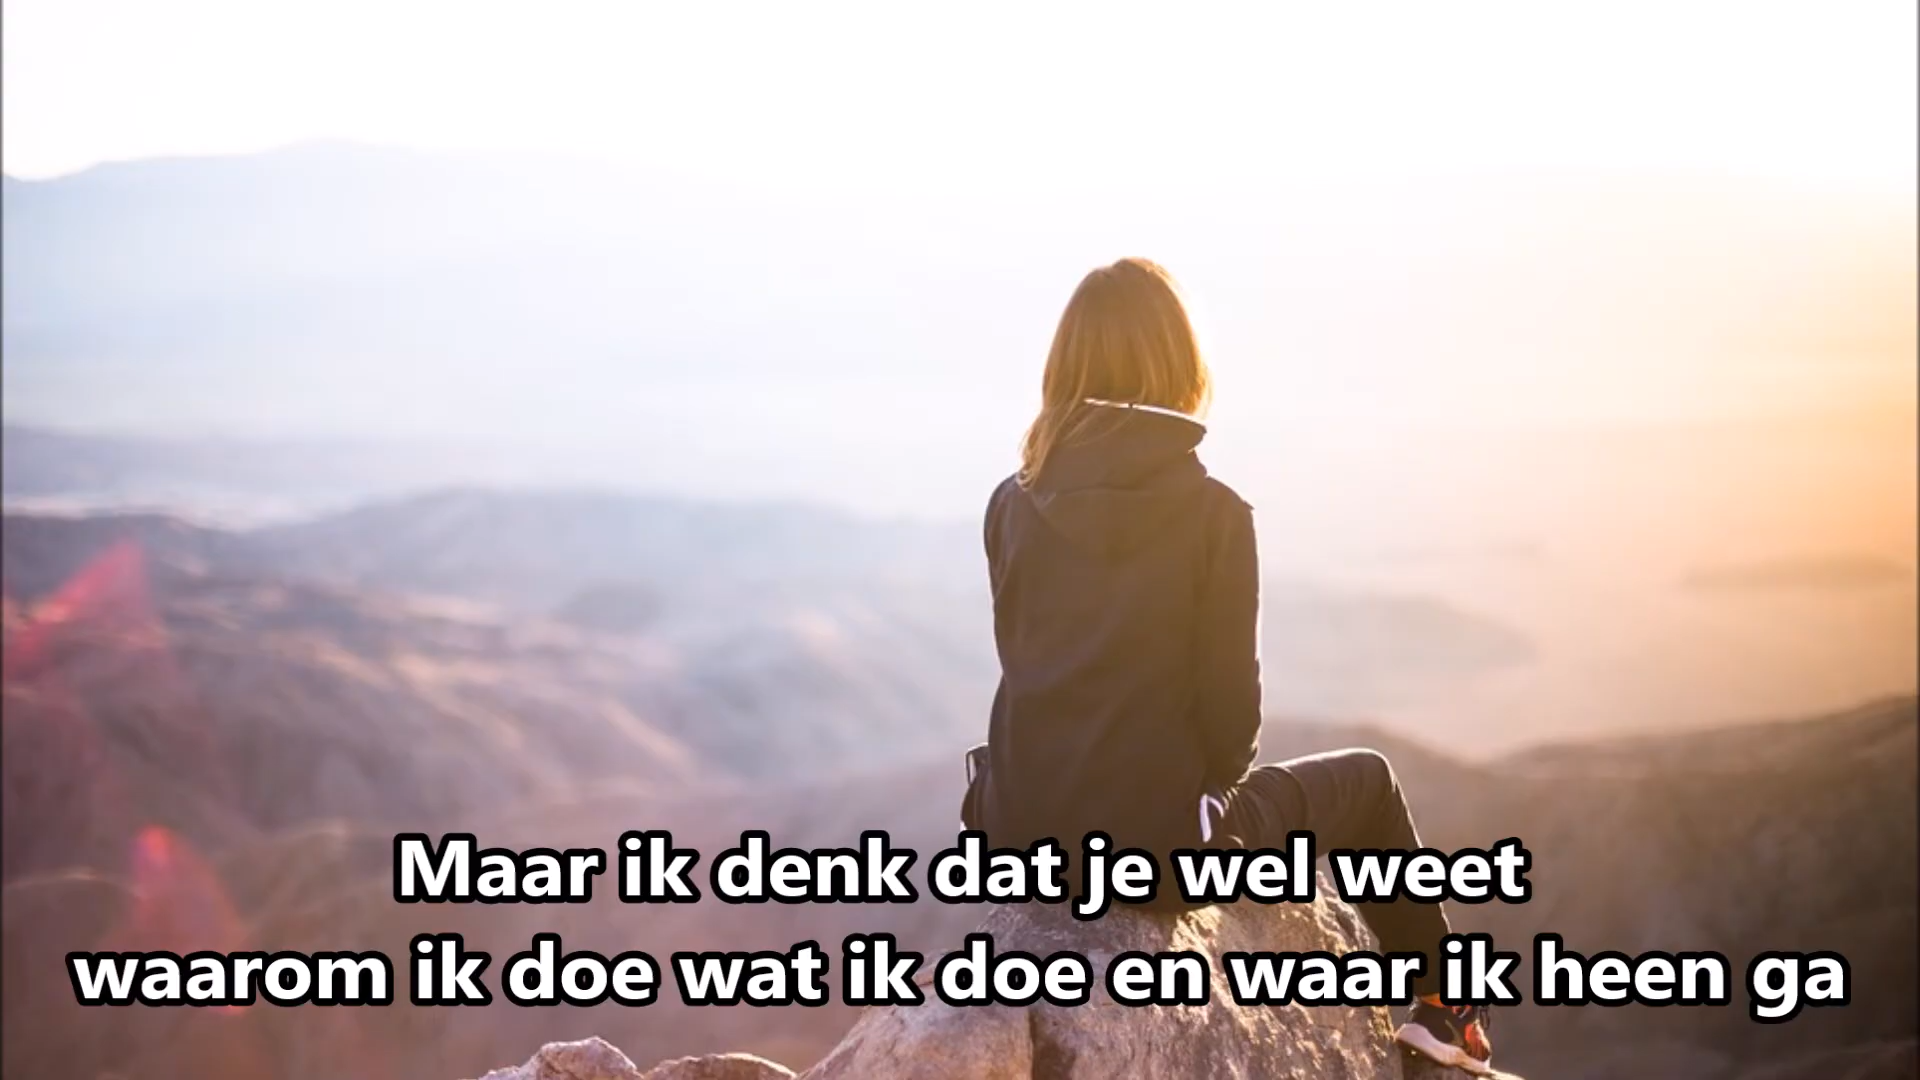 Maar ik denk dat je wel weet
waarom ik doe wat ik doe en waar ik heen ga